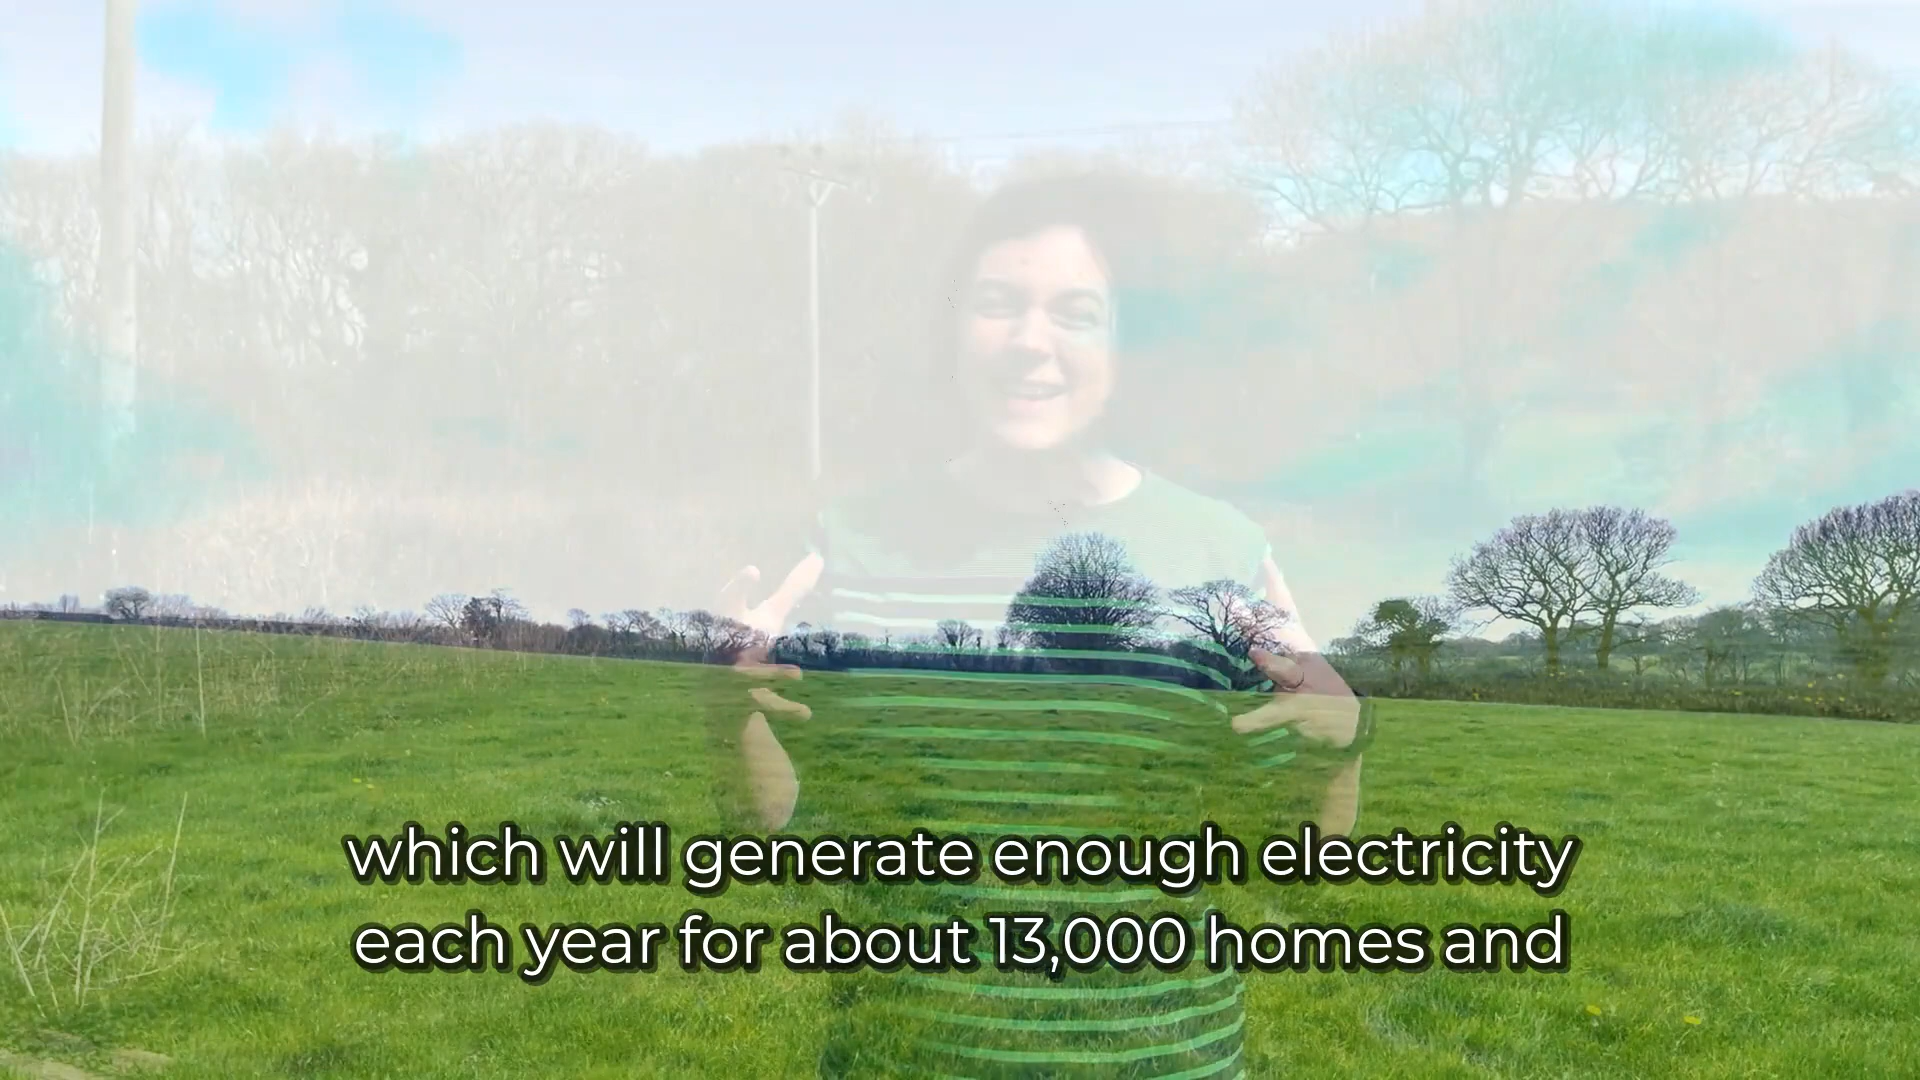 which will generate enough electricity
each year for about 13,000 homes and